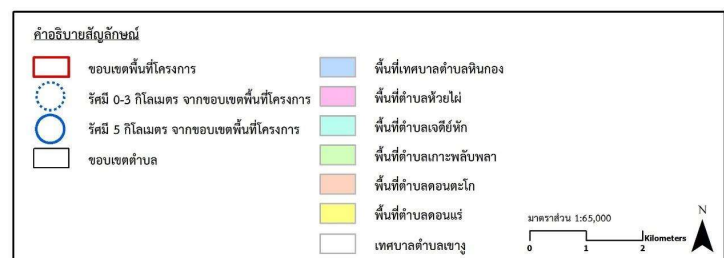 คำอธิบายสัญลักษณ์
ขอบเขตพื้นที่โครงการ
รัศมี 0-3 กิโลเมตร จากขอบเขตพื้นที่โครงการ
รัศมี 5 กิโลเมตร จากขอบเขตพื้นที่โครงการ
ขอบเขตตำบล
พื้นที่เทศบาลตำบลหินกอง
พื้นที่ตำบลห้วยไผ่
พื้นที่ตำบลเจดีย์หัก
พื้นที่ตำบลเกาะพลับพลา
พื้นที่ตำบลดอนตะโก
พื้นที่ตำบลดอนแร่
เทศบาลตำบลเขางู
มาตราส่วน 1:65,000
Kilometers
0 1 2
N